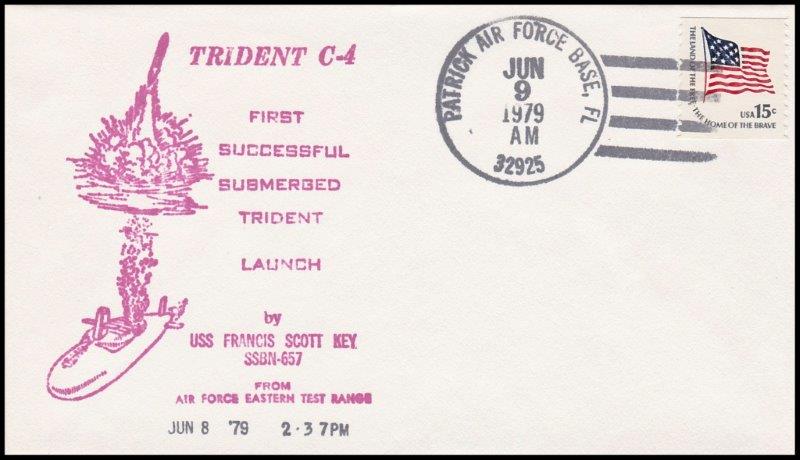 TRIDENT C-4
FIRST
SUCCESSFUL
SUBMERGED
TRIDENT
LAUNCH
by
USS FRANCIS SCOTT KEY
SSBN-657
FROM
AIR FORCE EASTERN TEST RANGE
JUN 8 '79 2·37PM
PATRICK AIR FORCE BASE, FL
JUN
9
1979
AM
32925
THE LAND OF THE FREE THE HOME OF THE BRAVE
USA 15c